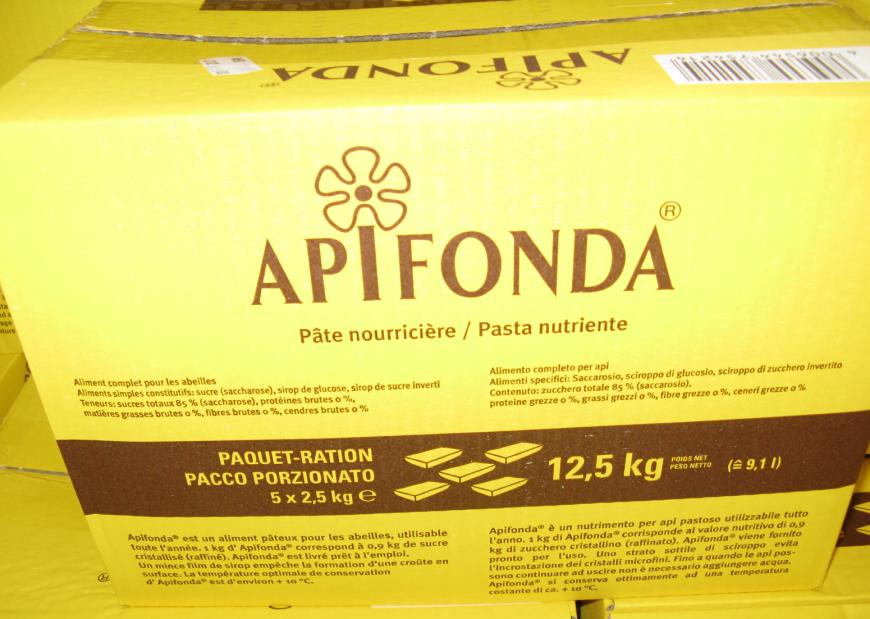 APIFONDA
4 006544 754214
APIFONDA®
Pâte nourricière / Pasta nutriente
Aliment complet pour les abeilles
Aliments simples constitutifs: sucre (saccharose), sirop de glucose, sirop de sucre inverti
Teneurs: sucres totaux 85 % (saccharose), protéines brutes 0 %,
matières grasses brutes 0 %, fibres brutes 0 %, cendres brutes 0 %
Alimento completo per api
Alimenti specifici: Saccarosio, sciroppo di glucosio, sciroppo di zucchero invertito
Contenuto: zucchero totale 85 % (saccarosio),
proteine grezze 0 %, grassi grezzi 0 %, fibre grezze 0 %, ceneri grezze 0 %
PAQUET-RATION
PACCO PORZIONATO
5 x 2,5 kg ℮
12,5 kg POIDS NET
PESO NETTO
(≙ 9,1 l)
Apifonda® est un aliment pâteux pour les abeilles, utilisable
toute l'année. 1 kg d' Apifonda® correspond à 0,9 kg de sucre
cristallisé (raffiné). Apifonda® est livré prêt à l'emploi.
Un mince film de sirop empêche la formation d'une croûte en
surface. La température optimale de conservation
d' Apifonda® est d'environ + 10 °C.
Apifonda® è un nutrimento per api pastoso utilizzabile tutto
l'anno. 1 kg di Apifonda® corrisponde al valore nutritivo di 0,9
kg di zucchero cristallino (raffinato). Apifonda® viene fornito
pronto per l'uso. Uno strato sottile di sciroppo evita
l'incrostazione dei cristalli microfini. Fino a quando le api pos-
sono continuare ad uscire non è necessario aggiungere acqua.
Apifonda® si conserva ottimamente ad una temperatura
costante di ca. + 10 °C.